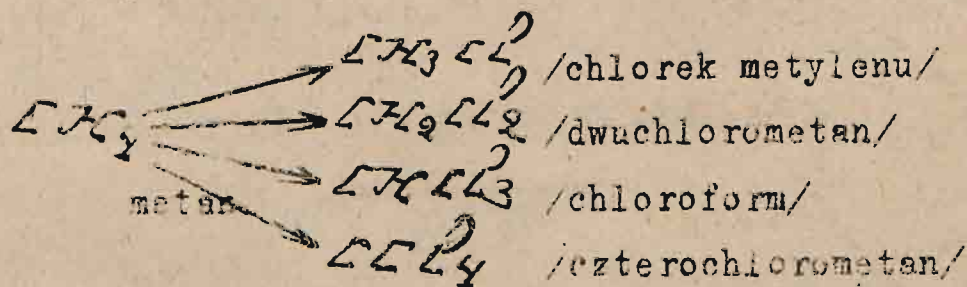 CH₃Cl /chlorek metylenu/
CH₄ CH₂Cl₂ /dwuchlorometan/
metan CHCl₃ /chloroform/
CCl₄ /czterochlorometan/